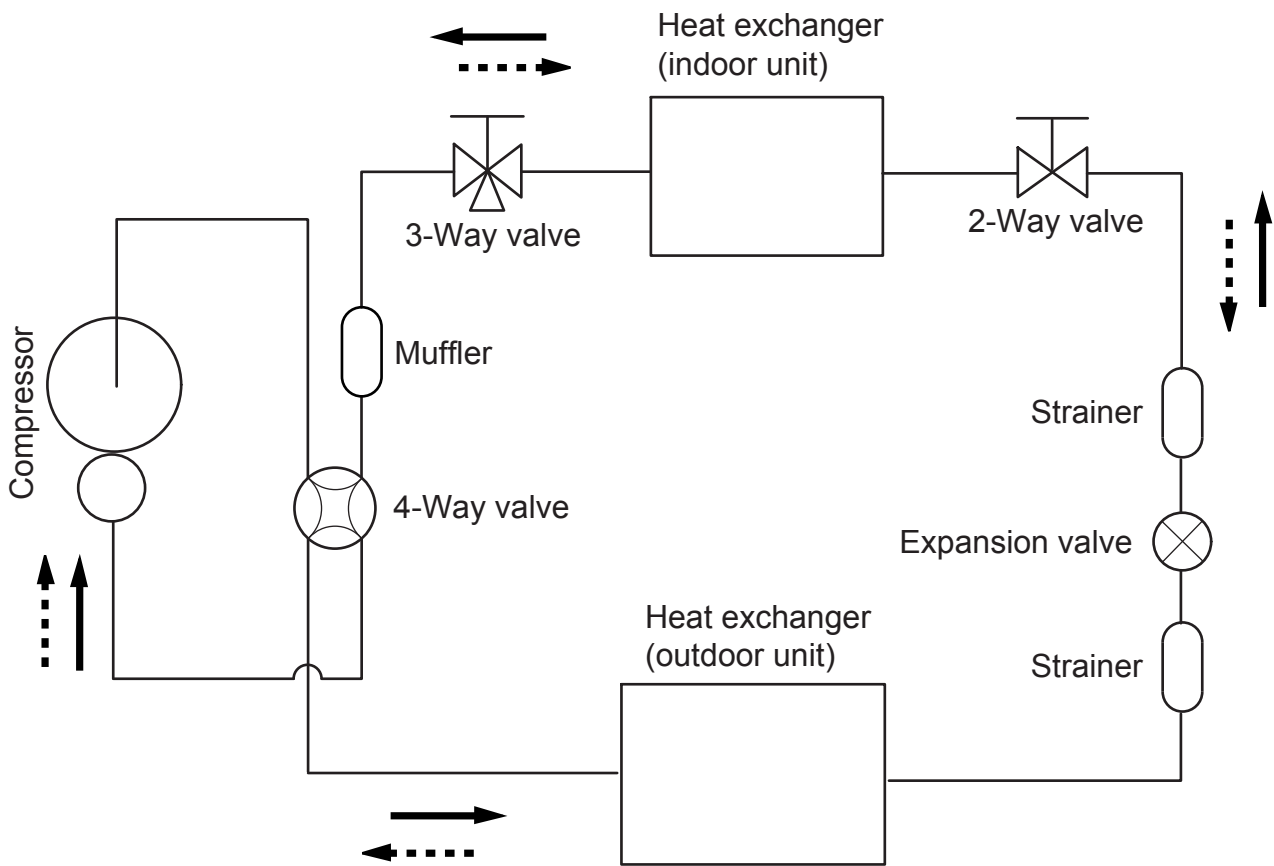 Heat exchanger
(indoor unit)
3-Way valve
2-Way valve
Compressor
Muffler
Strainer
4-Way valve
Expansion valve
Heat exchanger
(outdoor unit)
Strainer